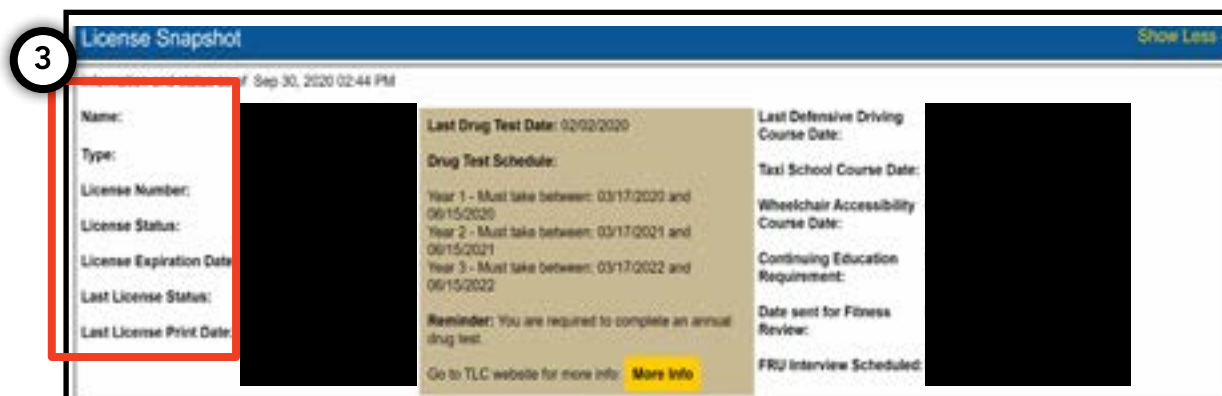 3
License Snapshot
Show Less
Sep 30, 2020 02:44 PM
Name:
Type:
License Number:
License Status:
License Expiration Date
Last License Status:
Last License Print Date:
Last Drug Test Date: 02/02/2020
Drug Test Schedule:
Year 1 - Must take between: 03/17/2020 and
06/15/2020
Year 2 - Must take between: 03/17/2021 and
06/15/2021
Year 3 - Must take between: 03/17/2022 and
06/15/2022
Reminder: You are required to complete an annual
drug test.
Go to TLC website for more info: More Info
Last Defensive Driving
Course Date:
Taxi School Course Date:
Wheelchair Accessibility
Course Date:
Continuing Education
Requirement:
Date sent for Fitness
Review:
FRU Interview Scheduled: